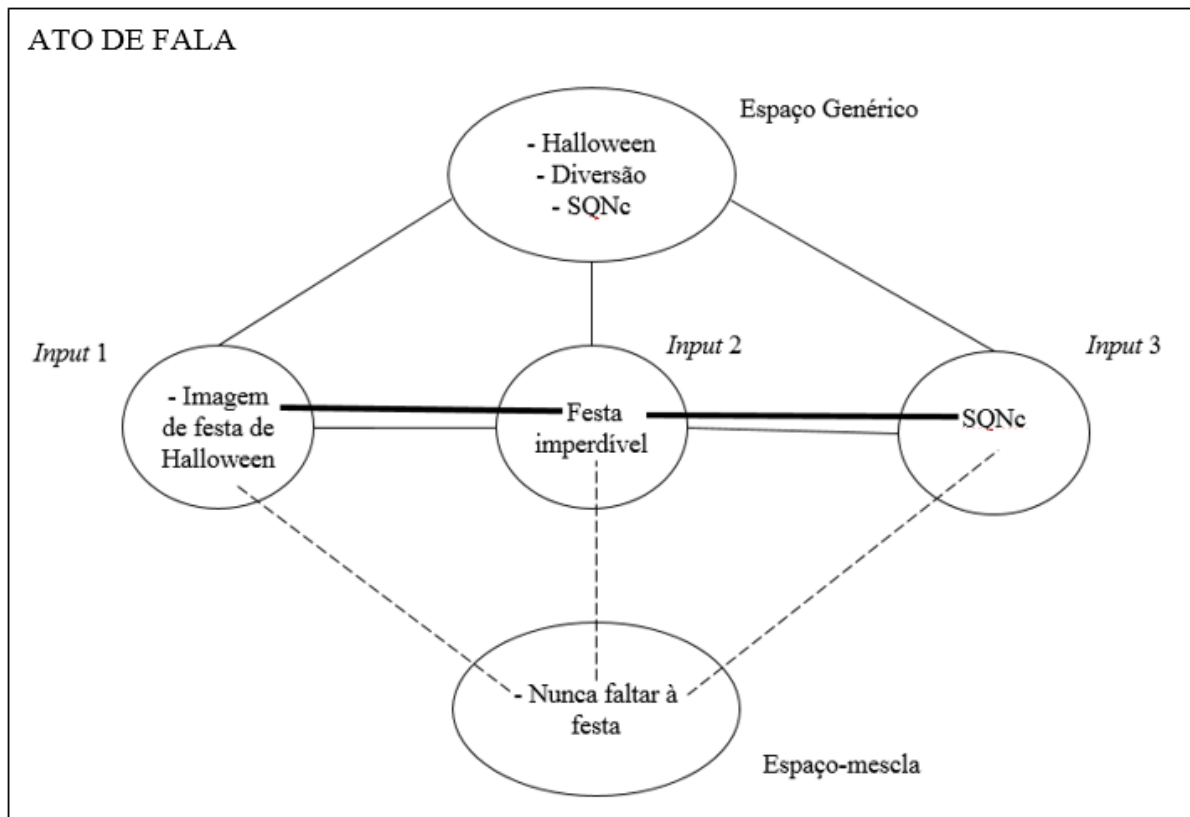 ATO DE FALA
Espaço Genérico
- Halloween
- Diversão
- SQNc
Input 1
Input 2
Input 3
- Imagem
de festa de
Halloween
Festa
imperdível
SQNc
- Nunca faltar à
festa
Espaço-mescla